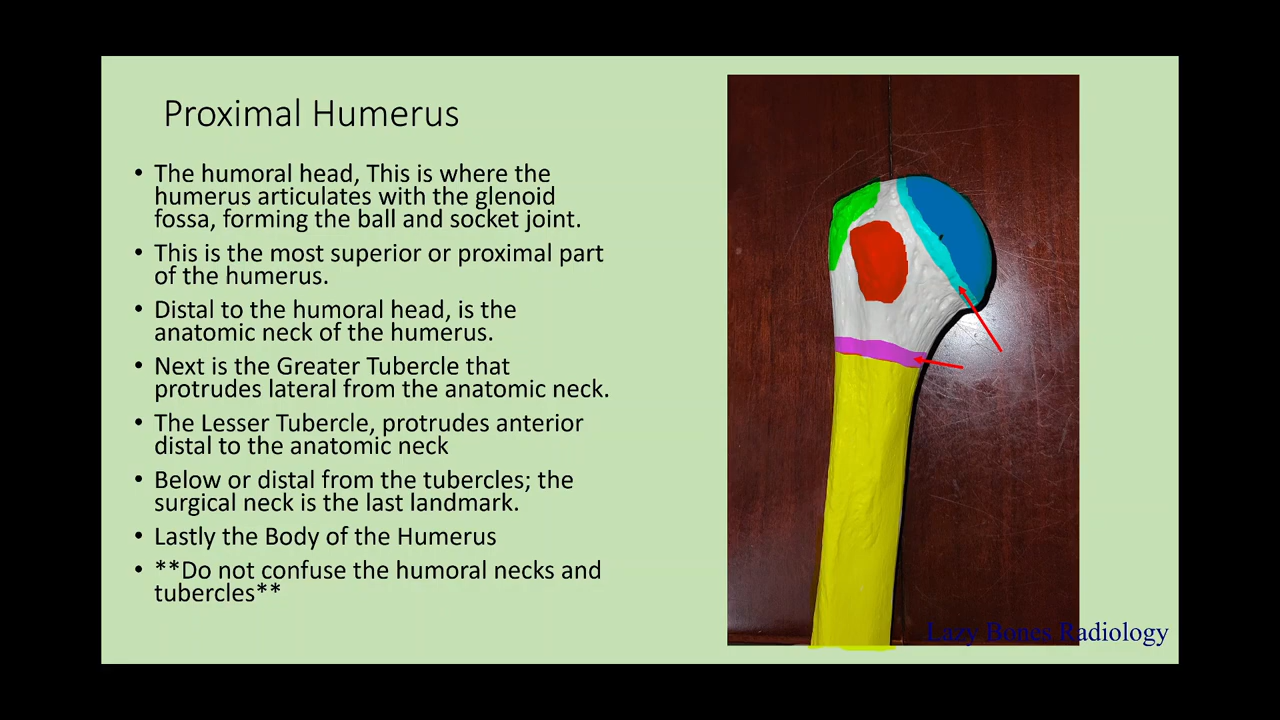 Proximal Humerus
• The humoral head, This is where the
humerus articulates with the glenoid
fossa, forming the ball and socket joint.
• This is the most superior or proximal part
of the humerus.
• Distal to the humoral head, is the
anatomic neck of the humerus.
• Next is the Greater Tubercle that
protrudes lateral from the anatomic neck.
• The Lesser Tubercle, protrudes anterior
distal to the anatomic neck
• Below or distal from the tubercles; the
surgical neck is the last landmark.
• Lastly the Body of the Humerus
• **Do not confuse the humoral necks and
tubercles**
Lazy Bones Radiology